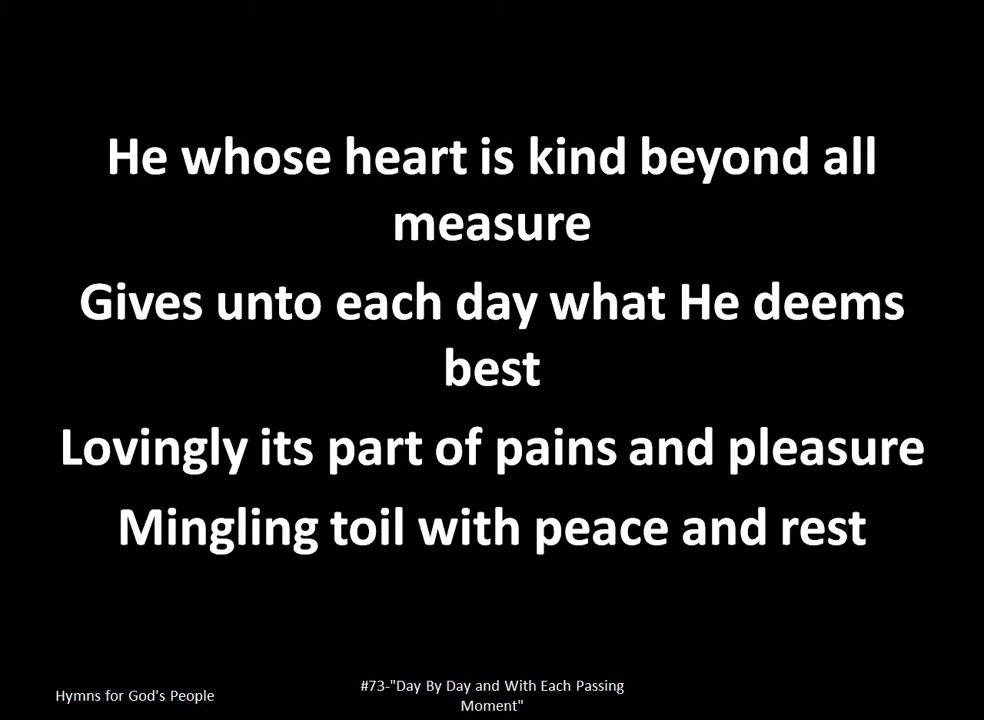 He whose heart is kind beyond all
measure
Gives unto each day what He deems
best
Lovingly its part of pains and pleasure
Mingling toil with peace and rest
Hymns for God's People
#73-"Day By Day and With Each Passing
Moment"